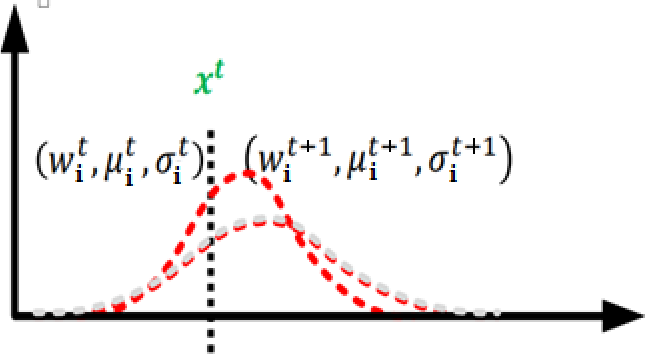 x^t
(w_i^t, μ_i^t, σ_i^t) (w_i^{t+1}, μ_i^{t+1}, σ_i^{t+1})